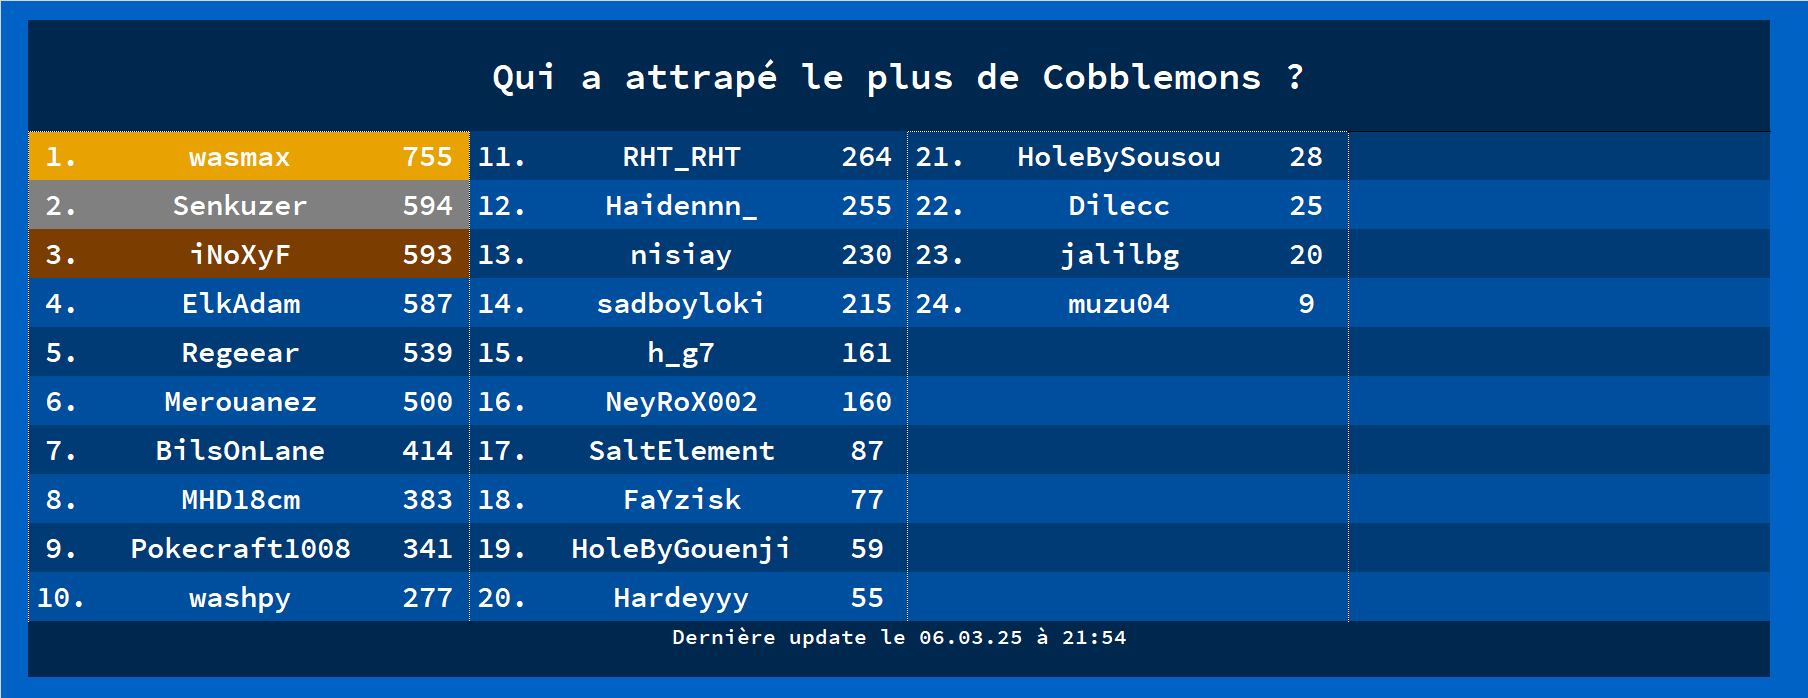 Qui a attrapé le plus de Cobblemons ?
1. wasmax 755
2. Senkuzer 594
3. iNoXyF 593
4. ElkAdam 587
5. Regeear 539
6. Merouanez 500
7. BilsOnLane 414
8. MHD18cm 383
9. Pokecraft1008 341
10. washpy 277
11. RHT_RHT 264
12. Haidennn_ 255
13. nisiay 230
14. sadboyloki 215
15. h_g7 161
16. NeyRoX002 160
17. SaltElement 87
18. FaYzisk 77
19. HoleByGouenji 59
20. Hardeyyy 55
21. HoleBySousou 28
22. Dilecc 25
23. jalilbg 20
24. muzu04 9
Dernière update le 06.03.25 à 21:54